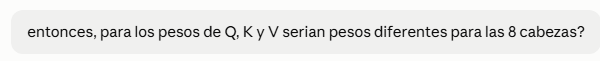 entonces, para los pesos de Q, K y V serian pesos diferentes para las 8 cabezas?